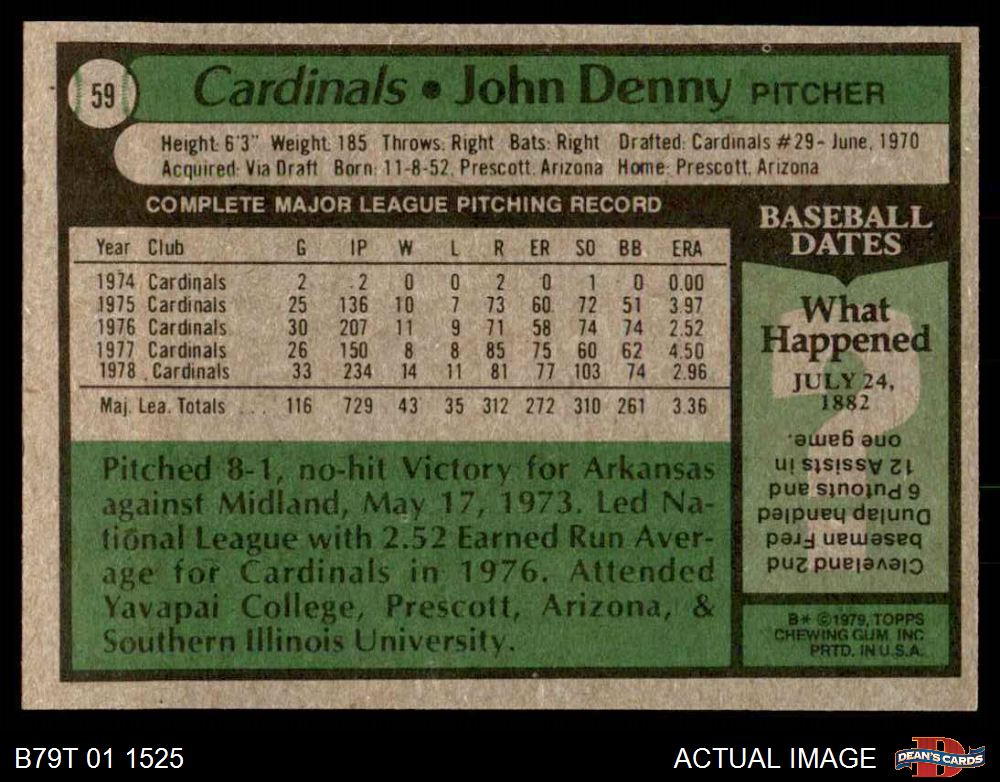 59
Cardinals • John Denny PITCHER
Height: 6'3" Weight: 185 Throws: Right Bats: Right Drafted: Cardinals #29- June, 1970
Acquired: Via Draft Born: 11-8-52, Prescott, Arizona Home: Prescott, Arizona
COMPLETE MAJOR LEAGUE PITCHING RECORD
Year Club G IP W L R ER SO BB ERA
1974 Cardinals 2 2 0 0 2 0 1 0 0.00
1975 Cardinals 25 136 10 7 73 60 72 51 3.97
1976 Cardinals 30 207 11 9 71 58 74 74 2.52
1977 Cardinals 26 150 8 8 85 75 60 62 4.50
1978 Cardinals 33 234 14 11 81 77 103 74 2.96
Maj. Lea. Totals ... 116 729 43 35 312 272 310 261 3.36
Pitched 8-1, no-hit Victory for Arkansas
against Midland, May 17, 1973. Led Na-
tional League with 2.52 Earned Run Aver-
age for Cardinals in 1976. Attended
Yavapai College, Prescott, Arizona, &
Southern Illinois University.
BASEBALL
DATES
What
Happened
JULY 24,
1882
Cleveland 2nd
baseman Fred
Dunlap handled
6 Putouts and
12 Assists in
one game.
B* ©1979, TOPPS
CHEWING GUM, INC.
PRTD. IN U.S.A.
B79T 01 1525
ACTUAL IMAGE
D
DEAN'S CARDS